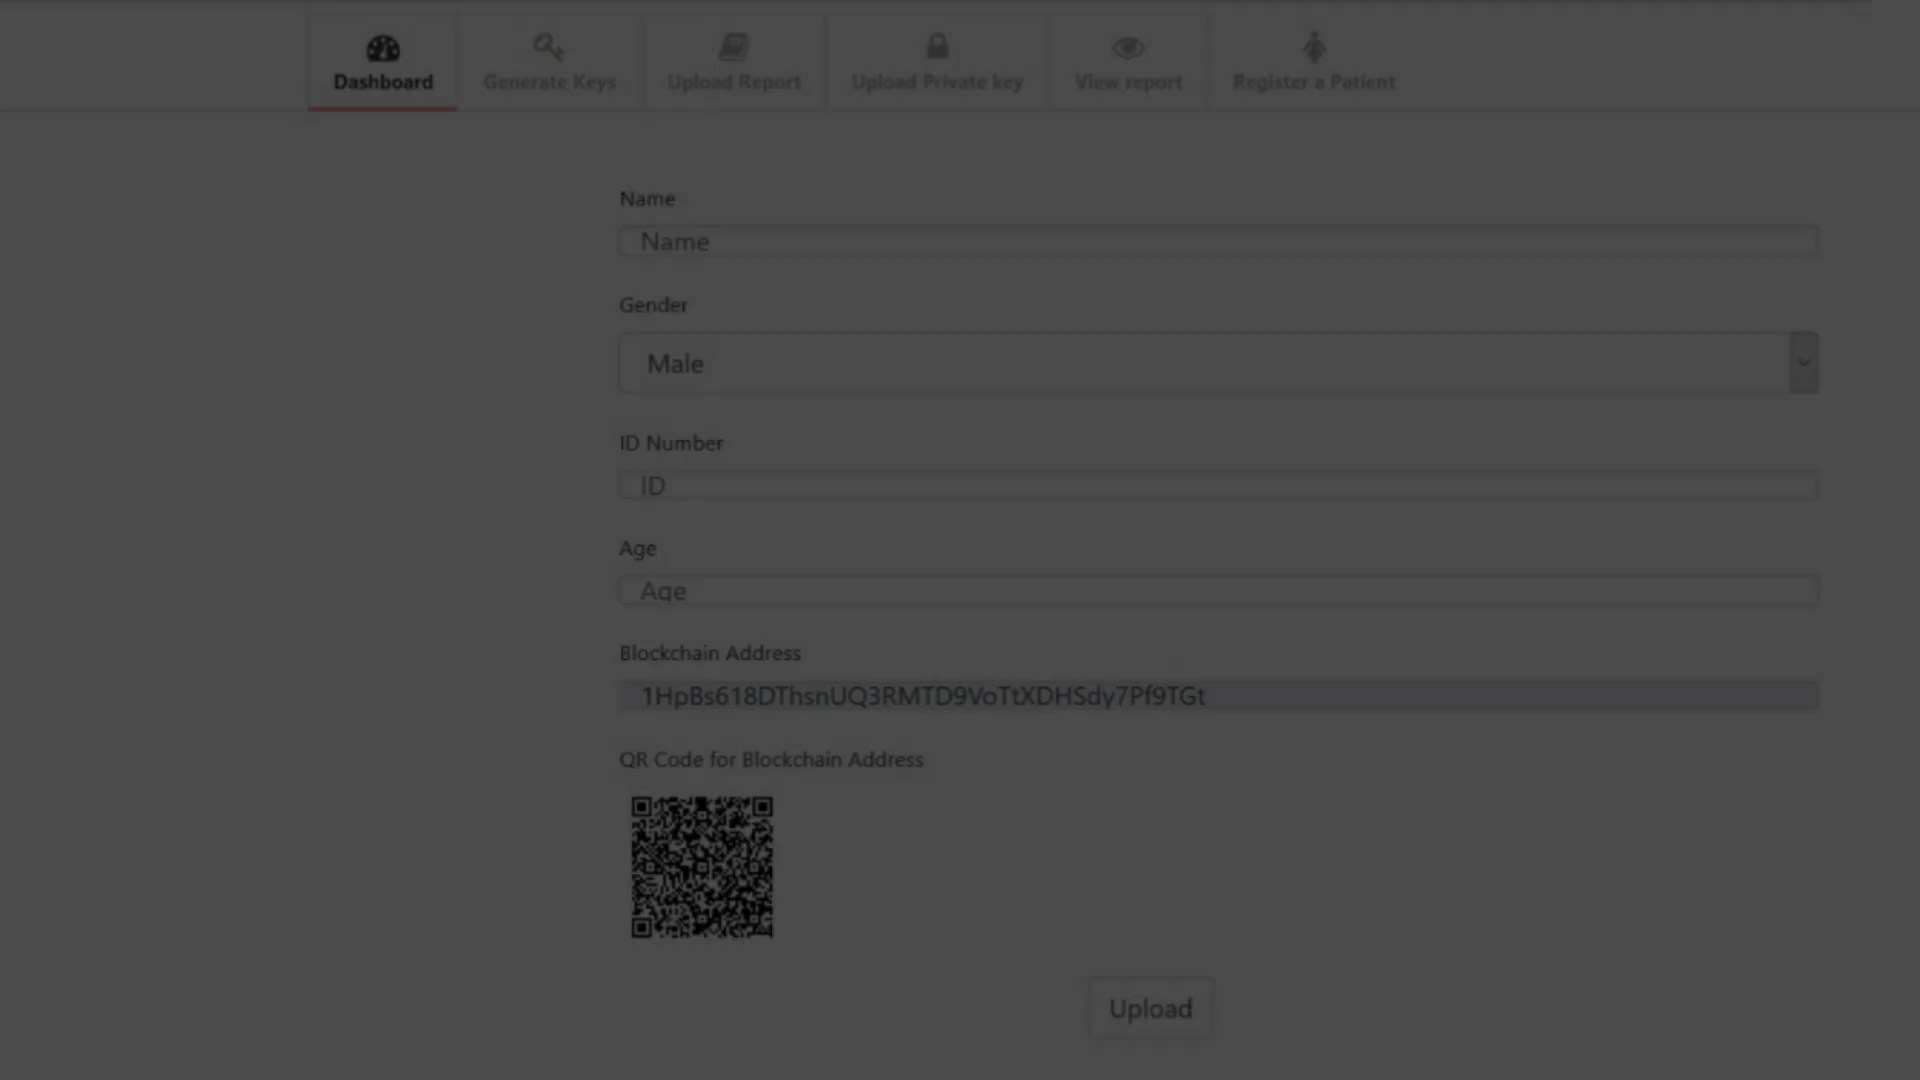 Dashboard Generate Keys Upload Report Upload Private key View report Register a Patient
Name
Name
Gender
Male
ID Number
ID
Age
Age
Blockchain Address
1HpBs618DThsnUQ3RMTD9VoTtXDHSdy7Pf9TGt
QR Code for Blockchain Address
Upload